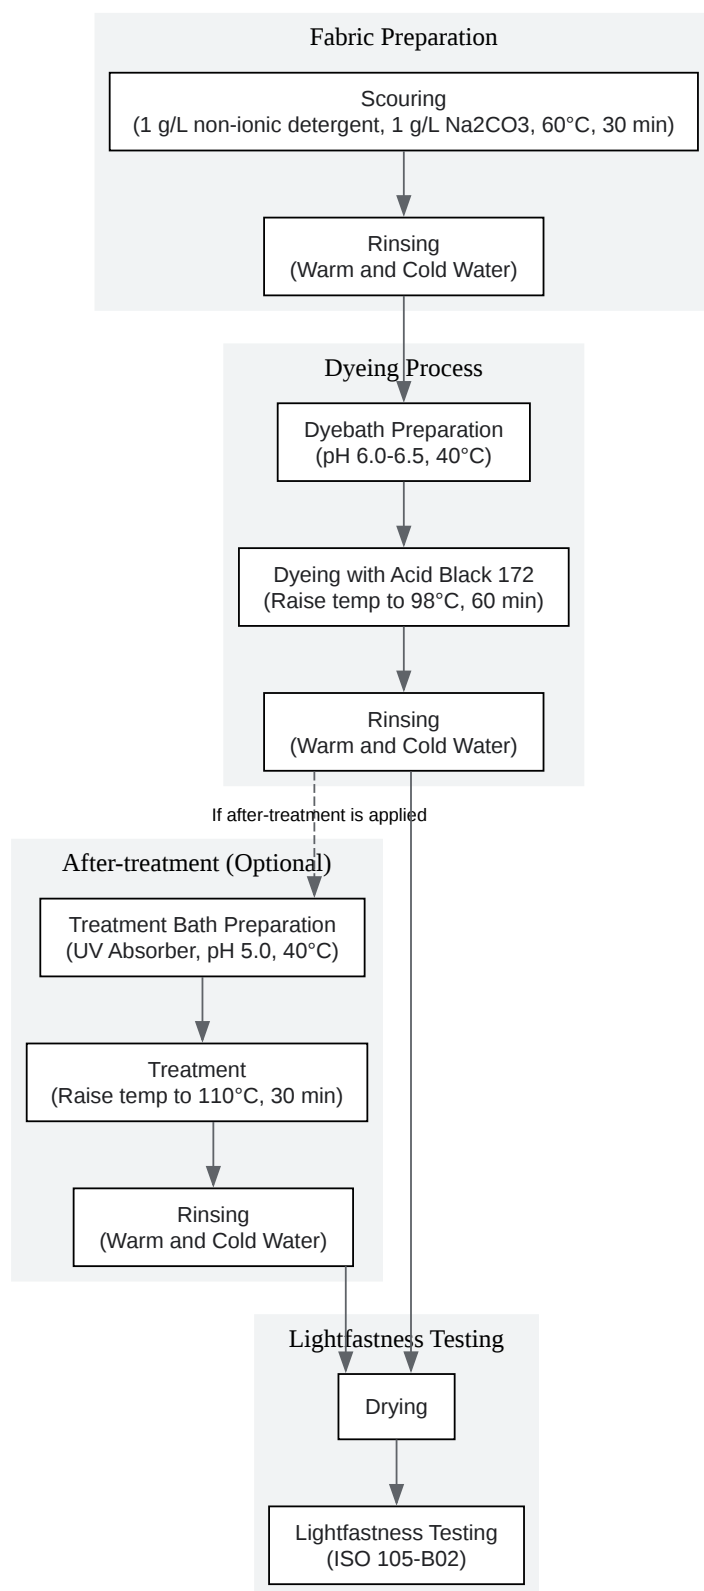 Fabric Preparation
Scouring
(1 g/L non-ionic detergent, 1 g/L Na2CO3, 60°C, 30 min)
Rinsing
(Warm and Cold Water)
Dyeing Process
Dyebath Preparation
(pH 6.0-6.5, 40°C)
Dyeing with Acid Black 172
(Raise temp to 98°C, 60 min)
Rinsing
(Warm and Cold Water)
If after-treatment is applied
After-treatment (Optional)
Treatment Bath Preparation
(UV Absorber, pH 5.0, 40°C)
Treatment
(Raise temp to 110°C, 30 min)
Rinsing
(Warm and Cold Water)
Lightfastness Testing
Drying
Lightfastness Testing
(ISO 105-B02)